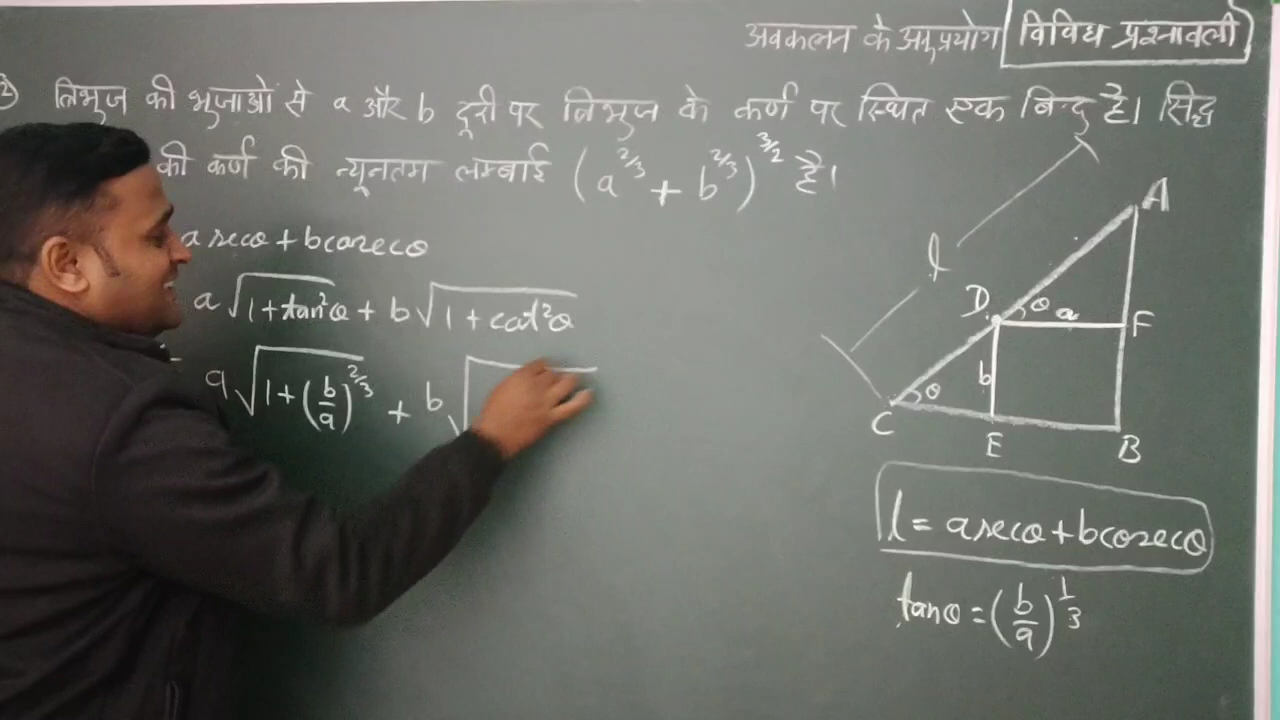 अवकलन के अनुप्रयोग विविध प्रश्नावली
② त्रिभुज की भुजाओं से a और b दूरी पर त्रिभुज के कर्ण पर स्थित एक बिन्दु है। सिद्ध
की कर्ण की न्यूनतम लम्बाई (a^2/3 + b^2/3)^3/2 है।
a secθ + b cosecθ
a √(1 + tan²θ) + b √(1 + cot²θ)
a √(1 + (b/a)^2/3) + b √
A
l
D θ a F
b
C θ
E B
l = a secθ + b cosecθ
tanθ = (b/a)^1/3